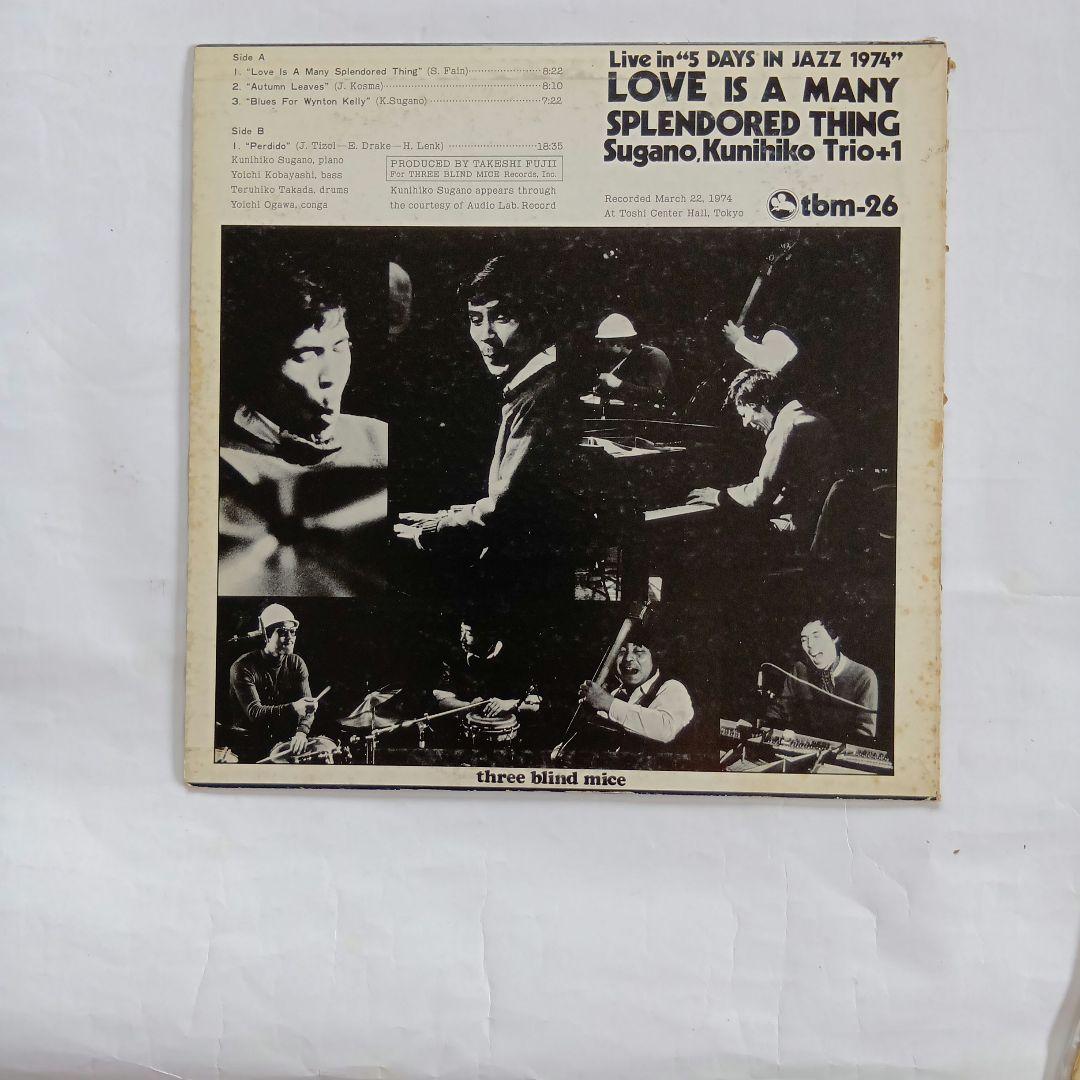 Side A
1. "Love Is A Many Splendored Thing" (S. Fain)  8:22
2. "Autumn Leaves" (J. Kosma)  8:10
3. "Blues For Wynton Kelly" (K.Sugano)  7:22
Side B
1. "Perdido" (J. Tizol—E. Drake—H. Lenk)  18:35
Kunihiko Sugano, piano
Yoichi Kobayashi, bass
Teruhiko Takada, drums
Yoichi Ogawa, conga
PRODUCED BY TAKESHI FUJII
For THREE BLIND MICE Records, Inc.
Kunihiko Sugano appears through
the courtesy of Audio Lab. Record
Live in "5 DAYS IN JAZZ 1974"
LOVE IS A MANY
SPLENDORED THING
Sugano, Kunihiko Trio+1
Recorded March 22, 1974
At Toshi Center Hall, Tokyo
tbm-26
three blind mice